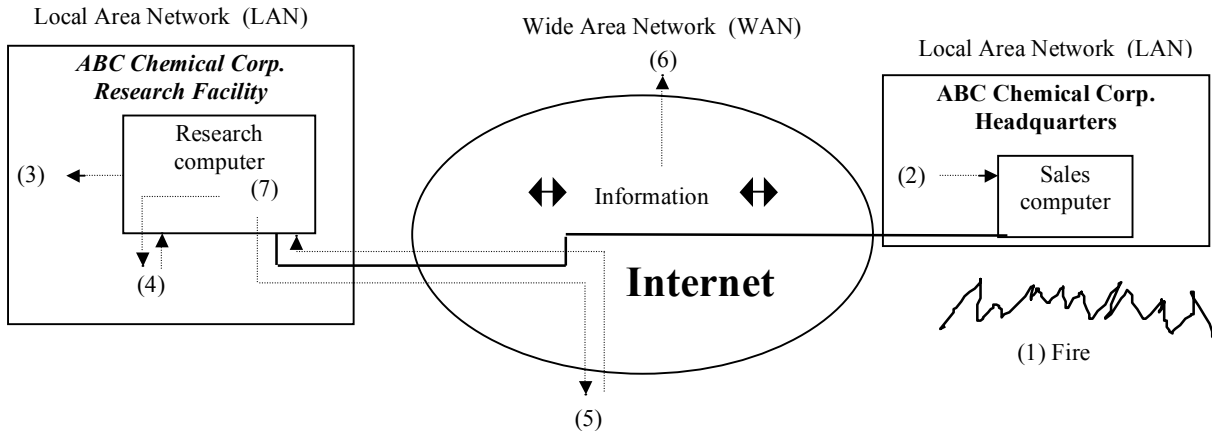 Local Area Network (LAN)
ABC Chemical Corp.
Research Facility
Research
computer
(3)
(7)
(4)
Wide Area Network (WAN)
(6)
Information
Internet
(5)
Local Area Network (LAN)
ABC Chemical Corp.
Headquarters
(2)
Sales
computer
(1) Fire